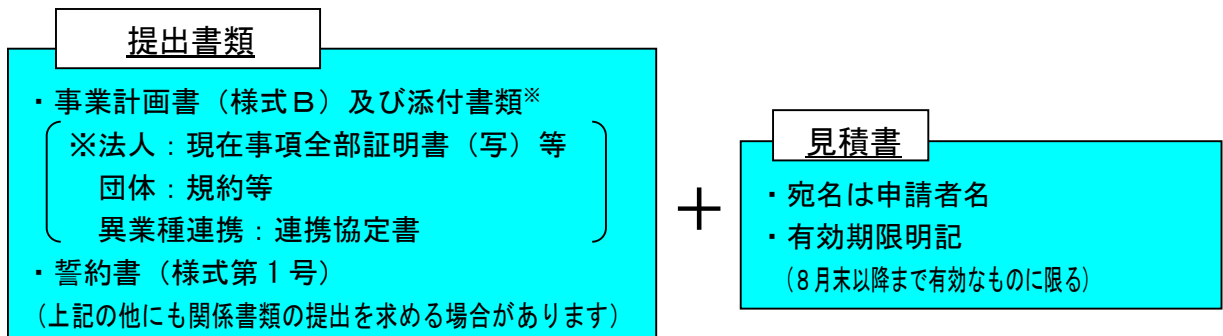 提出書類
・事業計画書（様式Ｂ）及び添付書類※
※法人：現在事項全部証明書（写）等
団体：規約等
異業種連携：連携協定書
・誓約書（様式第１号）
（上記の他にも関係書類の提出を求める場合があります）
＋
見積書
・宛名は申請者名
・有効期限明記
（８月末以降まで有効なものに限る）